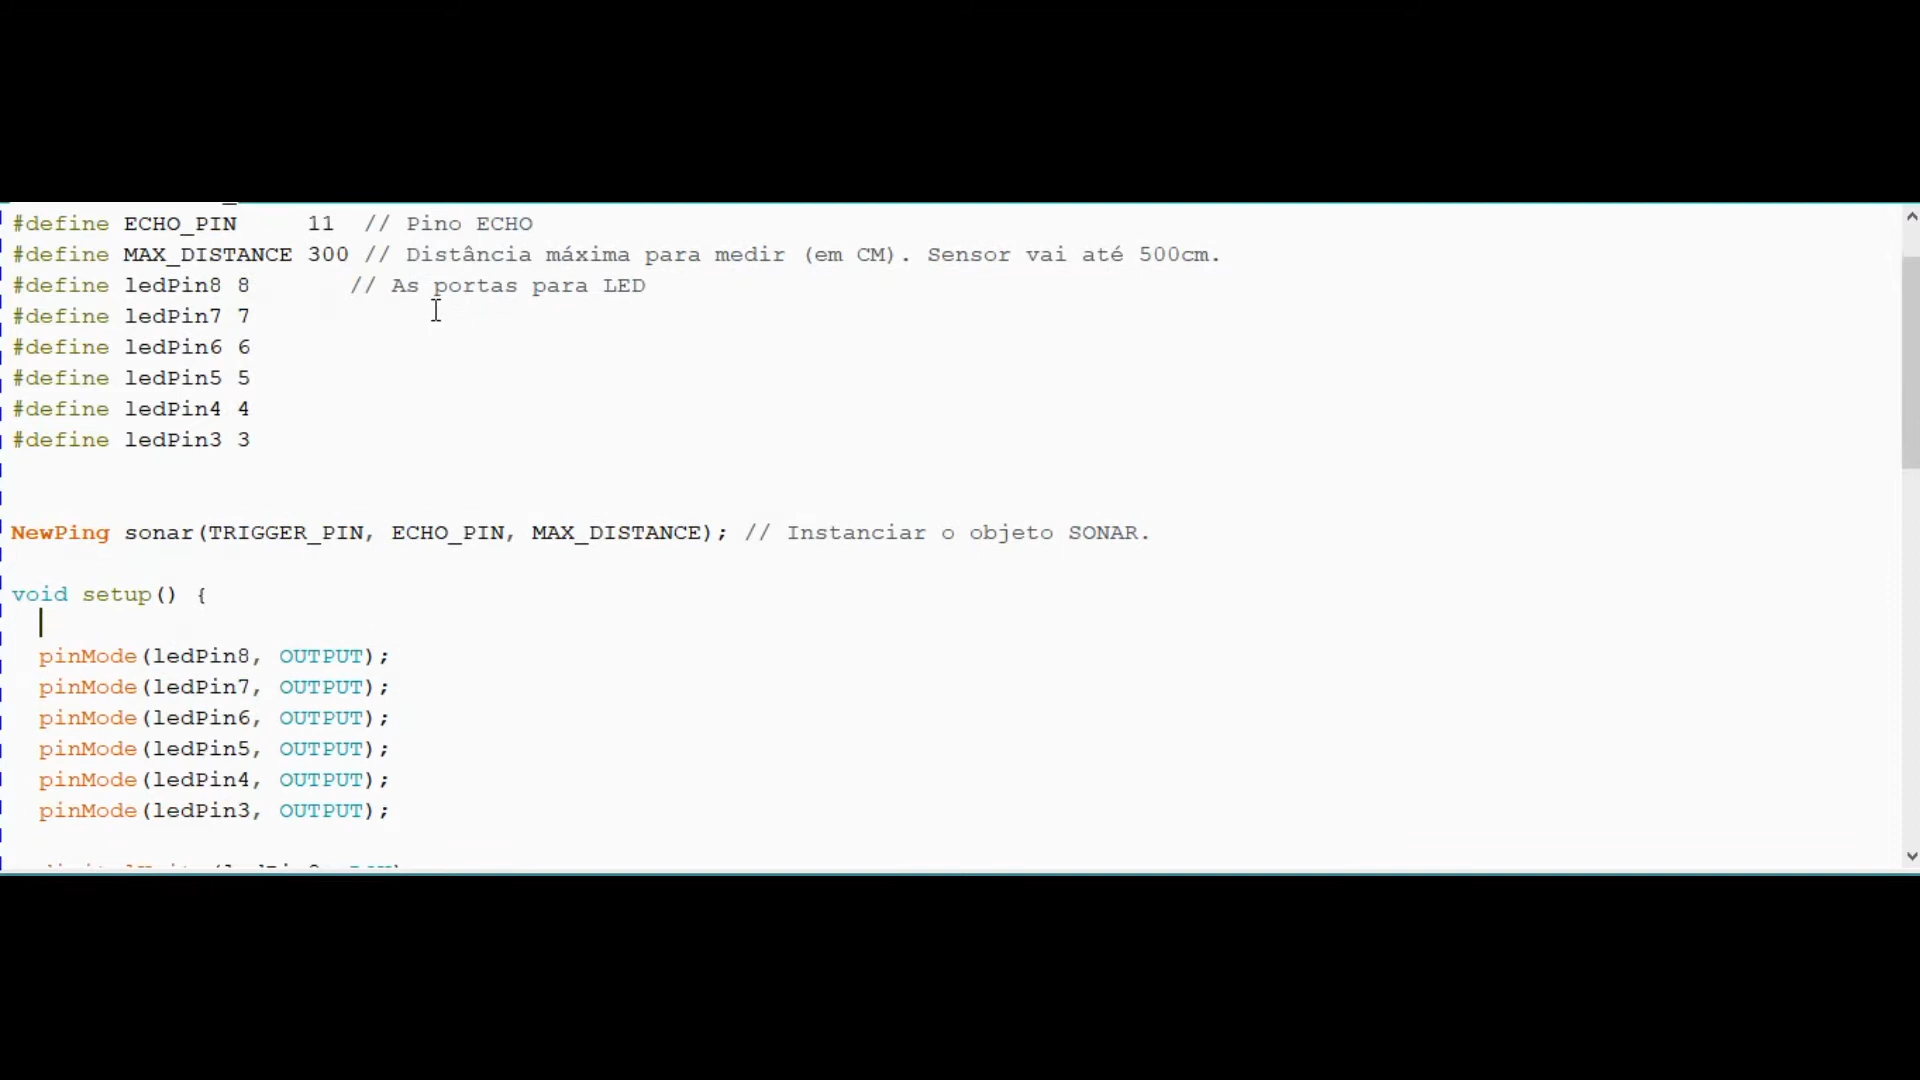 #define ECHO_PIN     11  // Pino ECHO
#define MAX_DISTANCE 300 // Distância máxima para medir (em CM). Sensor vai até 500cm.
#define ledPin8 8       // As portas para LED
#define ledPin7 7
#define ledPin6 6
#define ledPin5 5
#define ledPin4 4
#define ledPin3 3
NewPing sonar(TRIGGER_PIN, ECHO_PIN, MAX_DISTANCE); // Instanciar o objeto SONAR.
void setup() {
pinMode(ledPin8, OUTPUT);
pinMode(ledPin7, OUTPUT);
pinMode(ledPin6, OUTPUT);
pinMode(ledPin5, OUTPUT);
pinMode(ledPin4, OUTPUT);
pinMode(ledPin3, OUTPUT);